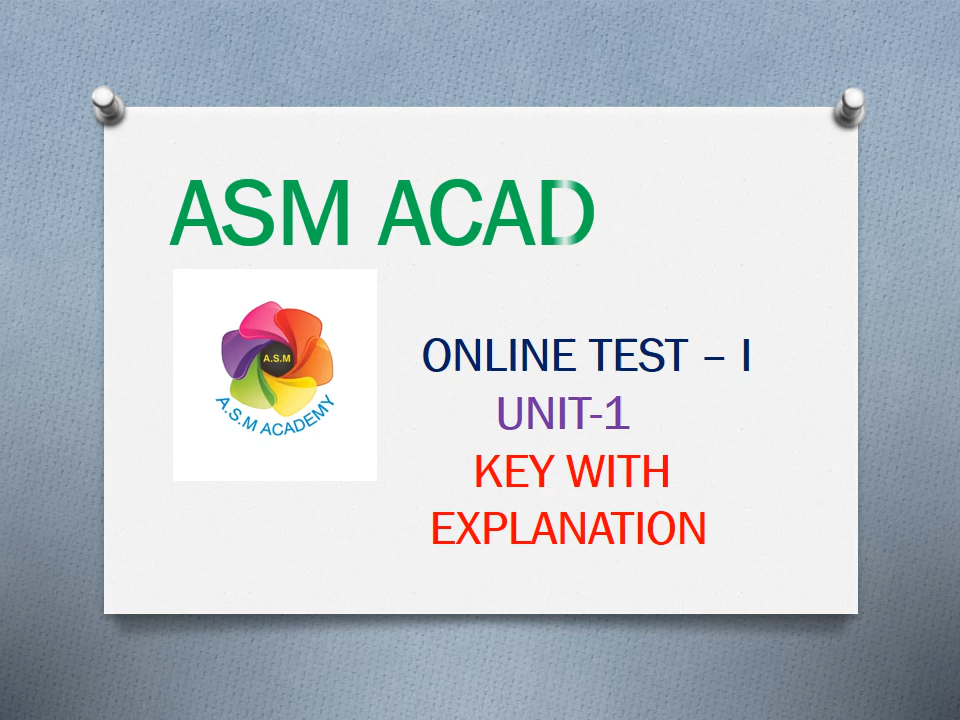 ASM ACAD
A.S.M
A.S.M ACADEMY
ONLINE TEST – I
UNIT-1
KEY WITH
EXPLANATION